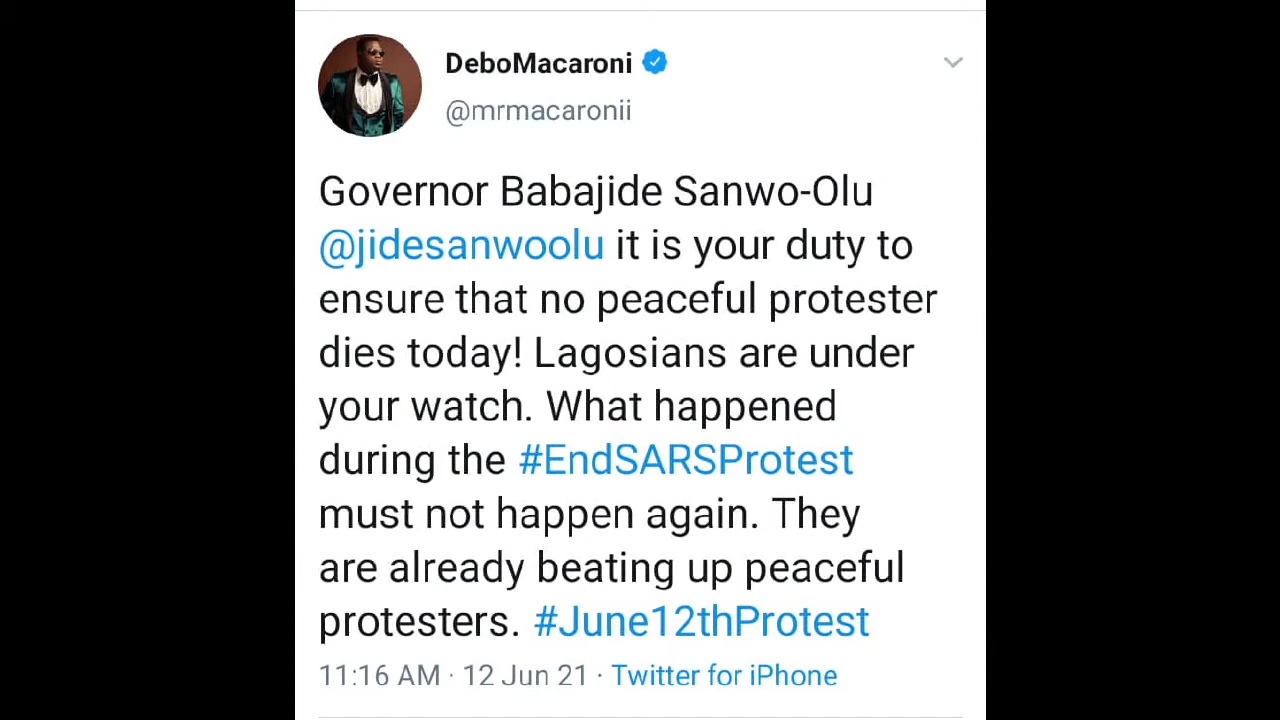 DeboMacaroni
@mrmacaronii
Governor Babajide Sanwo-Olu
@jidesanwoolu it is your duty to
ensure that no peaceful protester
dies today! Lagosians are under
your watch. What happened
during the #EndSARSProtest
must not happen again. They
are already beating up peaceful
protesters. #June12thProtest
11:16 AM · 12 Jun 21 · Twitter for iPhone